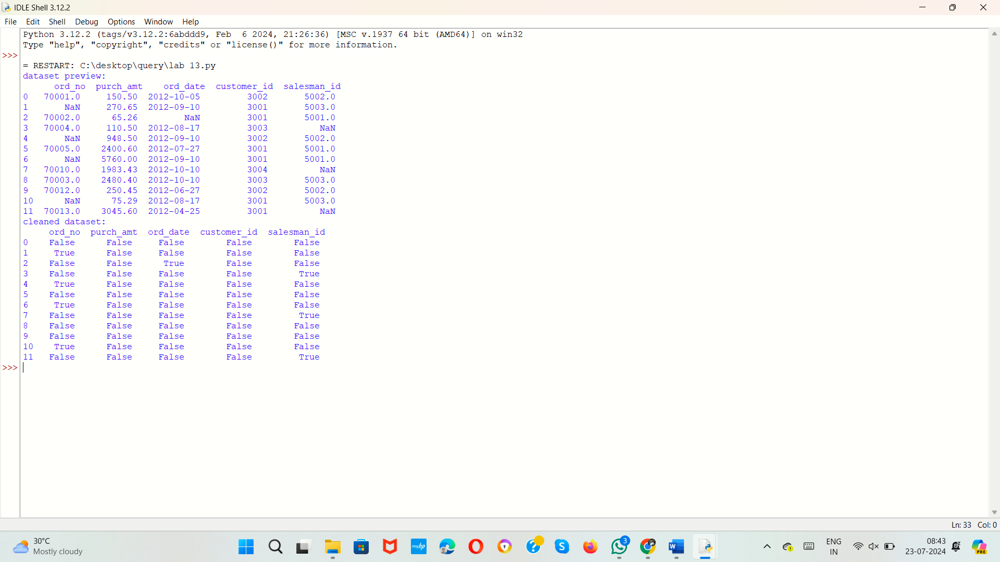 IDLE Shell 3.12.2
File Edit Shell Debug Options Window Help
Python 3.12.2 (tags/v3.12.2:6abddd9, Feb  6 2024, 21:26:36) [MSC v.1937 64 bit (AMD64)] on win32
Type "help", "copyright", "credits" or "license()" for more information.
>>>
= RESTART: C:\desktop\query\lab 13.py
dataset preview:
ord_no  purch_amt    ord_date  customer_id  salesman_id
0   70001.0     150.50  2012-10-05         3002       5002.0
1       NaN     270.65  2012-09-10         3001       5003.0
2   70002.0      65.26         NaN         3001       5001.0
3   70004.0     110.50  2012-08-17         3003          NaN
4       NaN     948.50  2012-09-10         3002       5002.0
5   70005.0    2400.60  2012-07-27         3001       5001.0
6       NaN    5760.00  2012-09-10         3001       5001.0
7   70010.0    1983.43  2012-10-10         3004          NaN
8   70003.0    2480.40  2012-10-10         3003       5003.0
9   70012.0     250.45  2012-06-27         3002       5002.0
10      NaN      75.29  2012-08-17         3001       5003.0
11  70013.0    3045.60  2012-04-25         3001          NaN
cleaned dataset:
ord_no  purch_amt  ord_date  customer_id  salesman_id
0    False      False     False        False        False
1     True      False     False        False        False
2    False      False      True        False        False
3    False      False     False        False         True
4     True      False     False        False        False
5    False      False     False        False        False
6     True      False     False        False        False
7    False      False     False        False         True
8    False      False     False        False        False
9    False      False     False        False        False
10    True      False     False        False        False
11   False      False     False        False         True
>>>
Ln: 33 Col: 0
30°C
Mostly cloudy
myhp
3
ENG
IN
08:43
23-07-2024
PRE